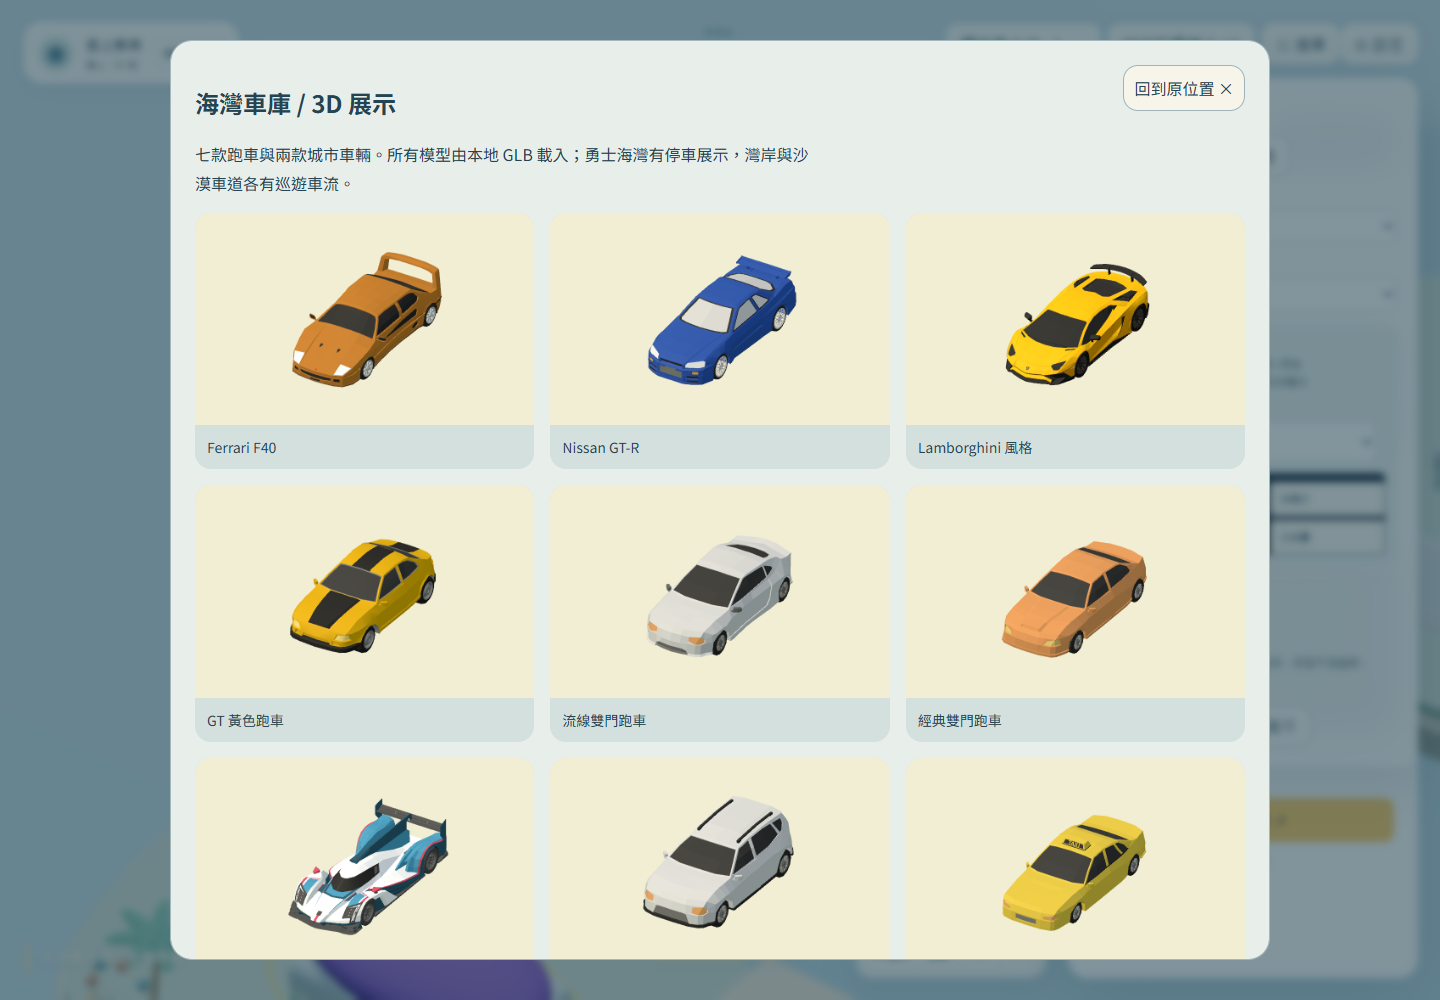 海灣車庫 / 3D 展示
回到原位置 ×
七款跑車與兩款城市車輛。所有模型由本地 GLB 載入；勇士海灣有停車展示，灣岸與沙
漠車道各有巡遊車流。
Ferrari F40
Nissan GT-R
Lamborghini 風格
GT 黃色跑車
流線雙門跑車
經典雙門跑車